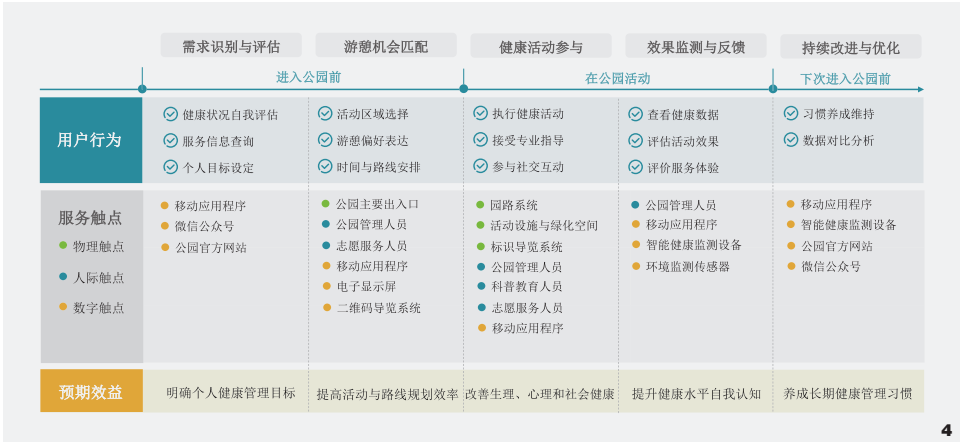 需求识别与评估
游憩机会匹配
健康活动参与
效果监测与反馈
持续改进与优化
进入公园前
在公园活动
下次进入公园前
用户行为
健康状况自我评估
服务信息查询
个人目标设定
活动区域选择
游憩偏好表达
时间与路线安排
执行健康活动
接受专业指导
参与社交互动
查看健康数据
评估活动效果
评价服务体验
习惯养成维持
数据对比分析
服务触点
物理触点
人际触点
数字触点
移动应用程序
微信公众号
公园官方网站
公园主要出入口
公园管理人员
志愿服务人员
移动应用程序
电子显示屏
二维码导览系统
园路系统
活动设施与绿化空间
标识导览系统
公园管理人员
科普教育人员
志愿服务人员
移动应用程序
公园管理人员
移动应用程序
智能健康监测设备
环境监测传感器
移动应用程序
智能健康监测设备
公园官方网站
微信公众号
预期效益
明确个人健康管理目标
提高活动与路线规划效率
改善生理、心理和社会健康
提升健康水平自我认知
养成长期健康管理习惯
4